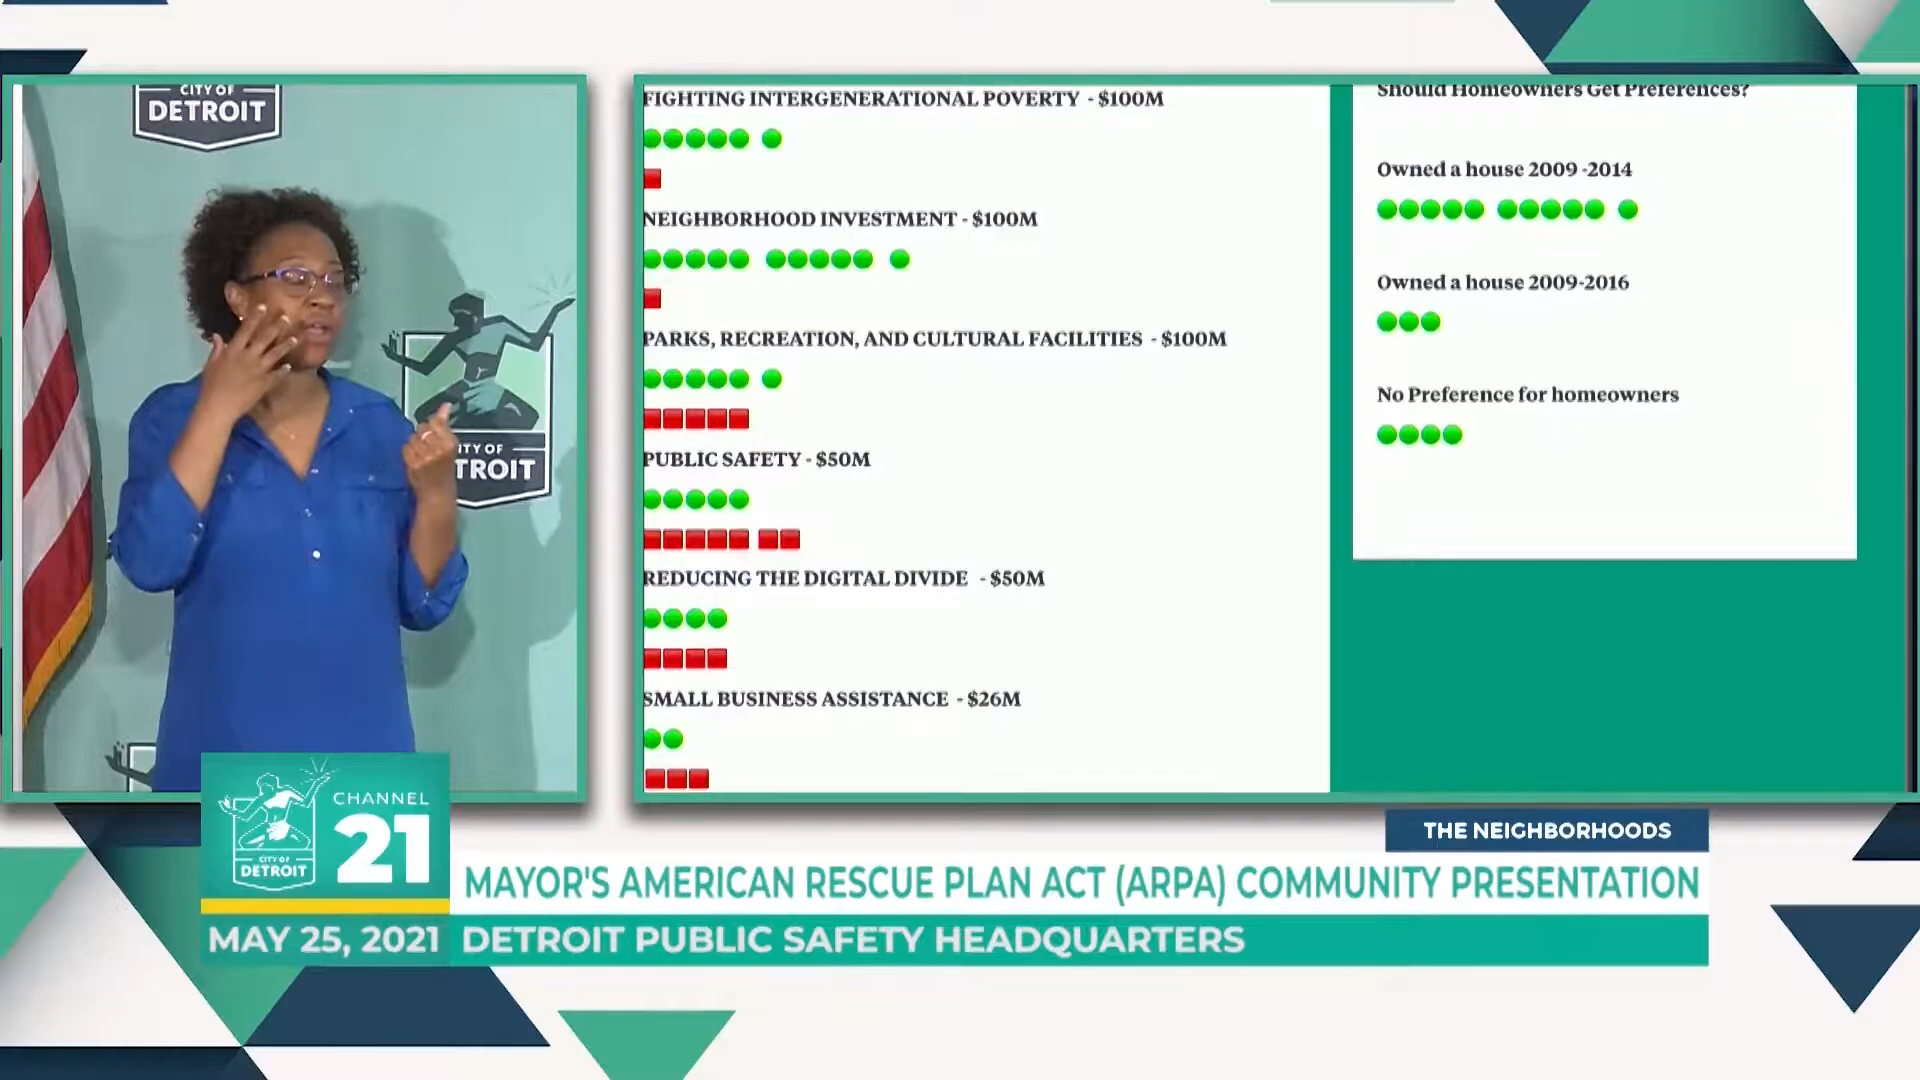 CITY OF
DETROIT
ITY OF
TROIT
FIGHTING INTERGENERATIONAL POVERTY - $100M
NEIGHBORHOOD INVESTMENT - $100M
PARKS, RECREATION, AND CULTURAL FACILITIES - $100M
PUBLIC SAFETY - $50M
REDUCING THE DIGITAL DIVIDE - $50M
SMALL BUSINESS ASSISTANCE - $26M
Should Homeowners Get Preferences?
Owned a house 2009 -2014
Owned a house 2009-2016
No Preference for homeowners
THE NEIGHBORHOODS
CHANNEL
21
CITY OF
DETROIT
MAYOR'S AMERICAN RESCUE PLAN ACT (ARPA) COMMUNITY PRESENTATION
MAY 25, 2021
DETROIT PUBLIC SAFETY HEADQUARTERS